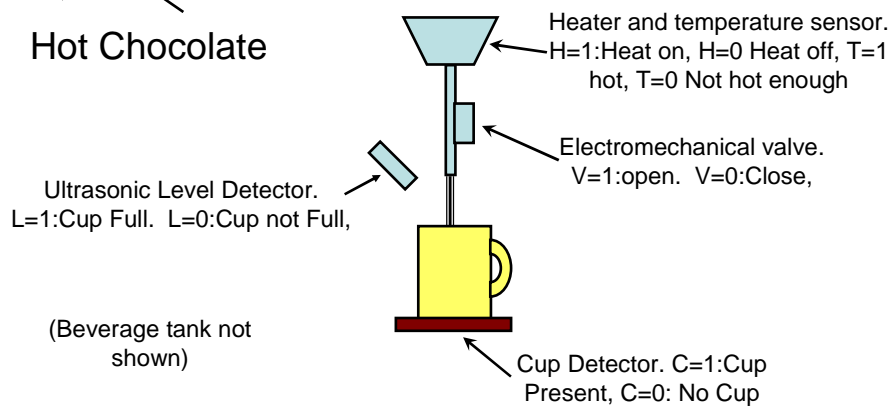 Hot Chocolate
Heater and temperature sensor.
H=1:Heat on, H=0 Heat off, T=1
hot, T=0 Not hot enough
Electromechanical valve.
V=1:open.  V=0:Close,
Ultrasonic Level Detector.
L=1:Cup Full.  L=0:Cup not Full,
(Beverage tank not
shown)
Cup Detector. C=1:Cup
Present, C=0: No Cup